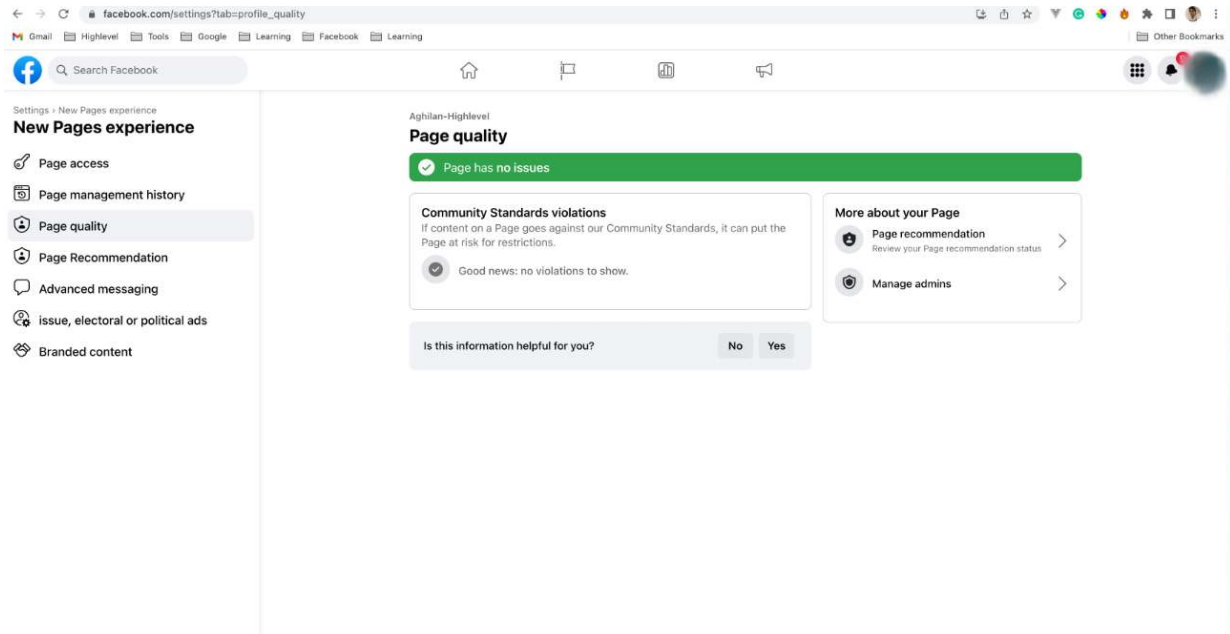 facebook.com/settings?tab=profile_quality
Gmail Highlevel Tools Google Learning Facebook Learning Other Bookmarks
Search Facebook
Settings › New Pages experience
New Pages experience
Page access
Page management history
Page quality
Page Recommendation
Advanced messaging
issue, electoral or political ads
Branded content
Aghilan-Highlevel
Page quality
Page has no issues
Community Standards violations
If content on a Page goes against our Community Standards, it can put the
Page at risk for restrictions.
Good news: no violations to show.
Is this information helpful for you? No Yes
More about your Page
Page recommendation
Review your Page recommendation status
Manage admins